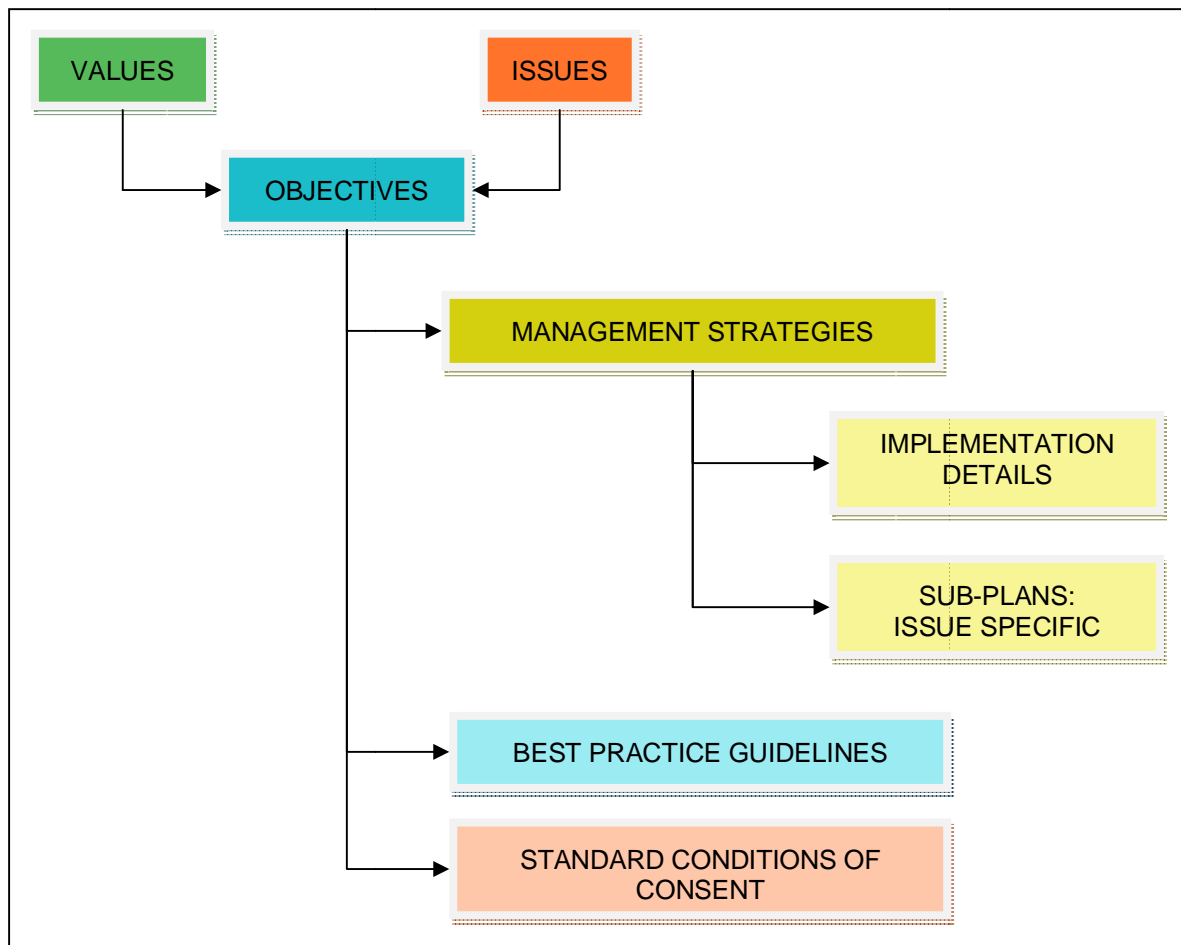 VALUES
ISSUES
OBJECTIVES
MANAGEMENT STRATEGIES
IMPLEMENTATION
DETAILS
SUB-PLANS:
ISSUE SPECIFIC
BEST PRACTICE GUIDELINES
STANDARD CONDITIONS OF
CONSENT